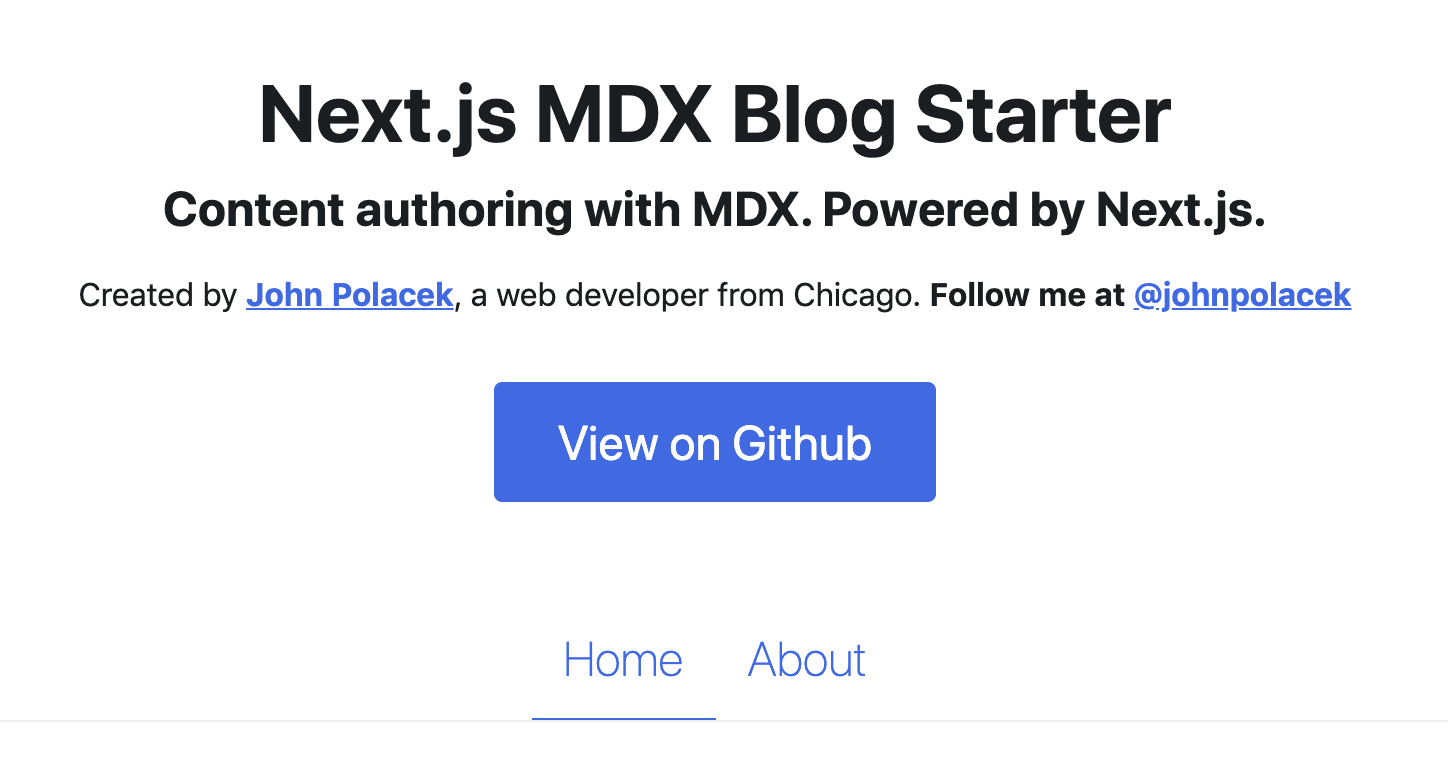 Next.js MDX Blog Starter
Content authoring with MDX. Powered by Next.js.
Created by John Polacek, a web developer from Chicago. Follow me at @johnpolacek
View on Github
Home About